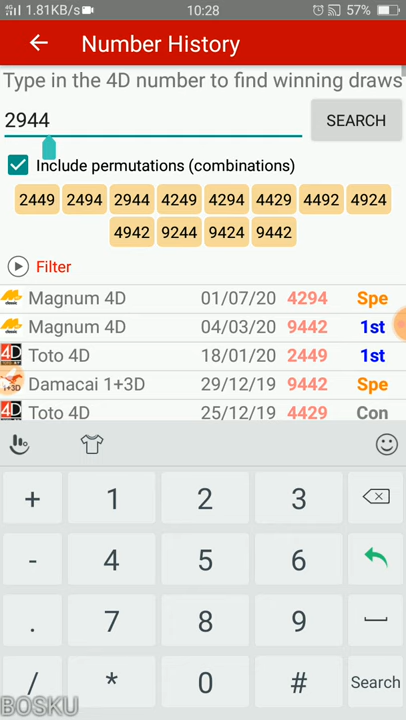 4G 1.81KB/s 10:28 57%
Number History
Type in the 4D number to find winning draws
2944 SEARCH
Include permutations (combinations)
2449 2494 2944 4249 4294 4429 4492 4924
4942 9244 9424 9442
Filter
Magnum 4D 01/07/20 4294 Spe
Magnum 4D 04/03/20 9442 1st
Toto 4D 18/01/20 2449 1st
Damacai 1+3D 29/12/19 9442 Spe
Toto 4D 25/12/19 4429 Con
+ 1 2 3
- 4 5 6
. 7 8 9
/ * 0 # Search
BOSKU